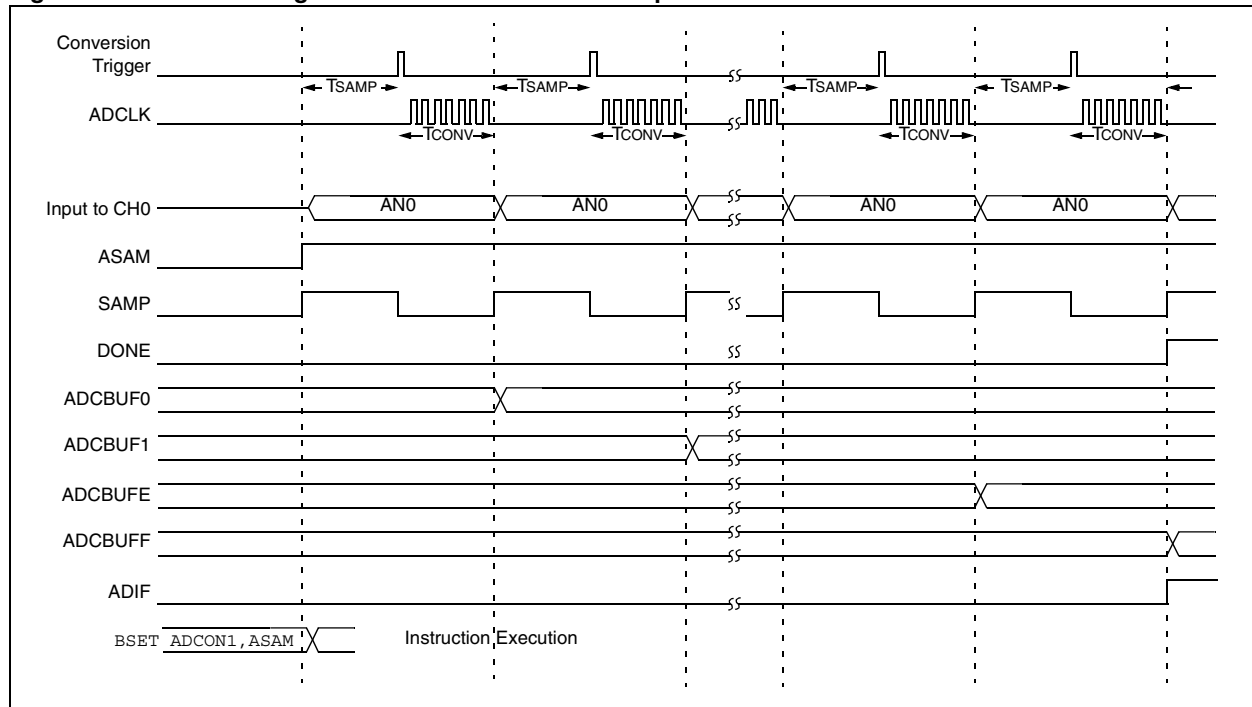 Conversion
Trigger
TSAMP TSAMP TSAMP TSAMP
ADCLK
TCONV TCONV TCONV TCONV
Input to CH0 AN0 AN0 AN0 AN0
ASAM
SAMP
DONE
ADCBUF0
ADCBUF1
ADCBUFE
ADCBUFF
ADIF
BSET ADCON1,ASAM Instruction Execution